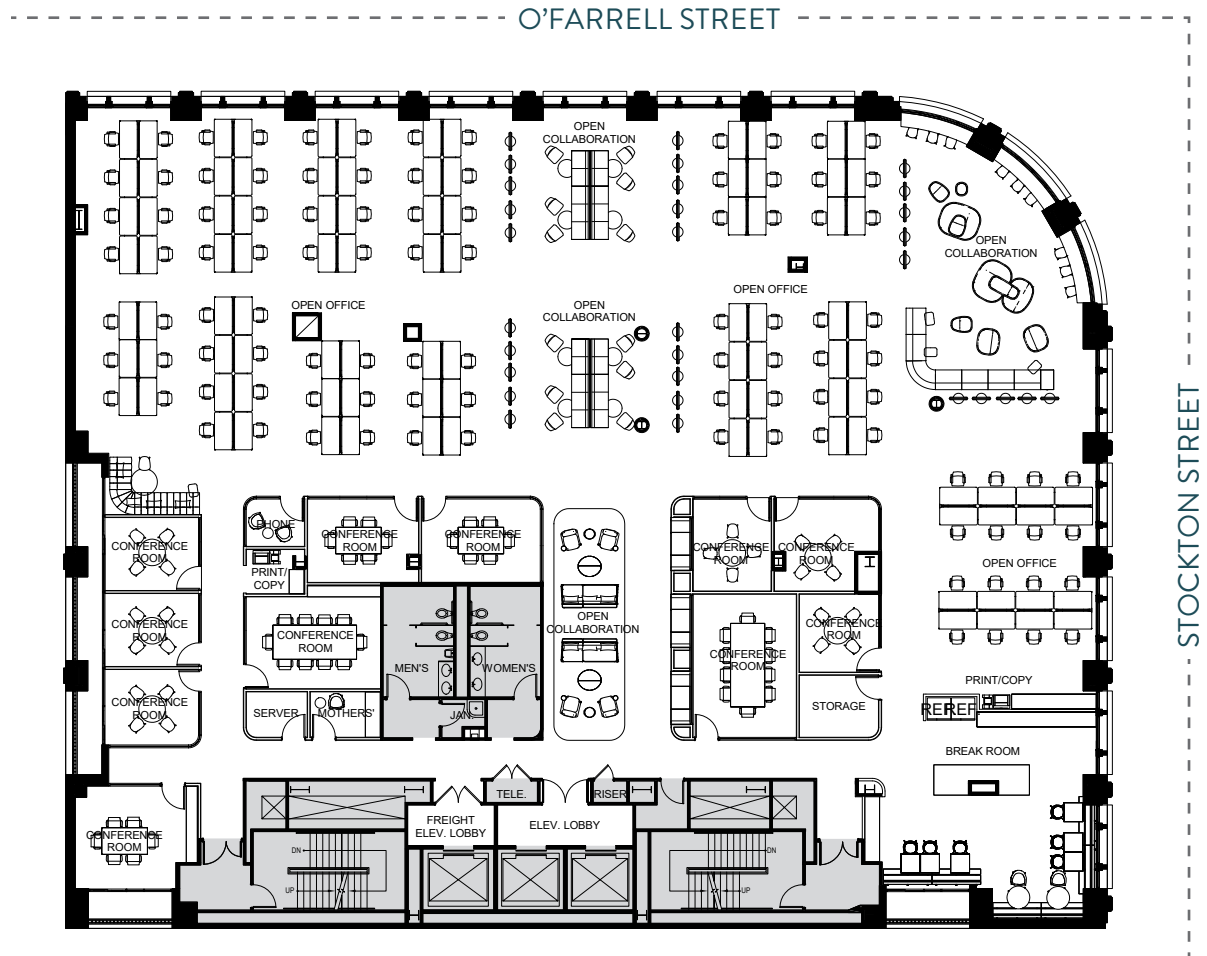 O'FARRELL STREET
OPEN
COLLABORATION
OPEN
COLLABORATION
OPEN OFFICE
OPEN
COLLABORATION
OPEN OFFICE
STOCKTON STREET
PHONE
CONFERENCE
ROOM
CONFERENCE
ROOM
CONFERENCE
ROOM
CONFERENCE
ROOM
CONFERENCE
ROOM
PRINT/
COPY
OPEN OFFICE
CONFERENCE
ROOM
CONFERENCE
ROOM
OPEN
COLLABORATION
CONFERENCE
ROOM
MEN'S
WOMEN'S
CONFERENCE
ROOM
PRINT/COPY
CONFERENCE
ROOM
SERVER
MOTHERS'
JAN.
STORAGE
REF
REF
BREAK ROOM
TELE.
RISER
FREIGHT
ELEV. LOBBY
ELEV. LOBBY
CONFERENCE
ROOM
DN
DN
UP
UP